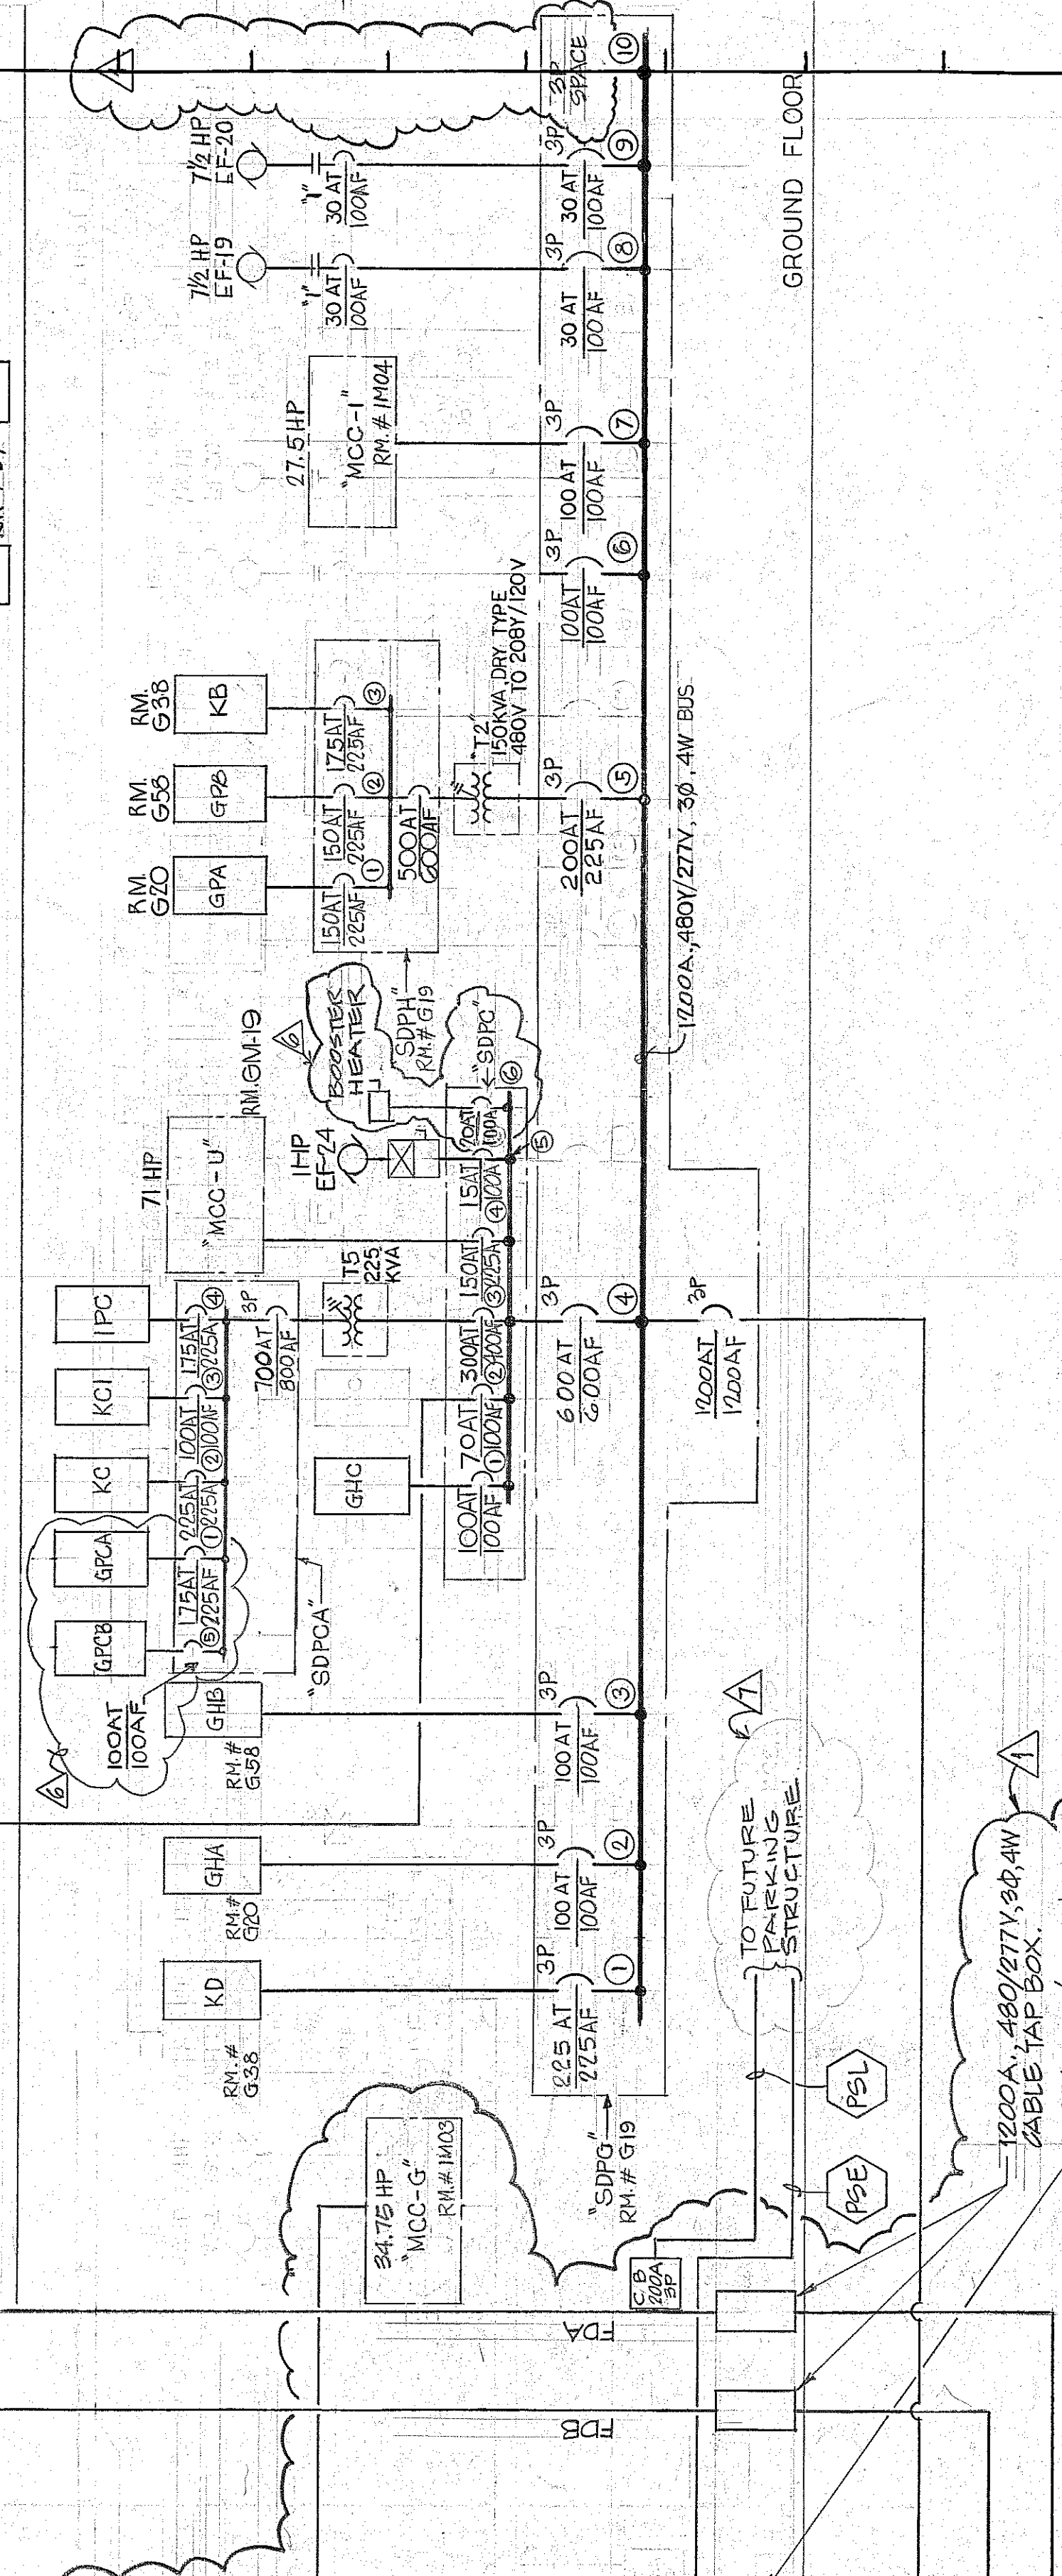 3P
SPACE
10
7½ HP
EF-20
"1"
30 AT
100AF
3P
30 AT
100AF
9
7½ HP
EF-19
"1"
30 AT
100AF
3P
30 AT
100AF
8
GROUND FLOOR
27.5 HP
"MCC-1"
RM.# 1M04
3P
100 AT
100AF
7
3P
100AT
100AF
6
RM.
G38
KB
RM.
G58
GPB
RM.
G20
GPA
175AT
225AF
3
150AT
225AF
2
150AT
225AF
1
500AT
600AF
"T2"
150KVA, DRY TYPE
480V TO 208Y/120V
3P
200AT
225AF
5
1200A., 480Y/277V, 3Ø, 4W BUS
"SDPH"
RM.# G19
6
BOOSTER
HEATER
"SDPC"
RM. GM-19
71 HP
"MCC-U"
1HP
EF-24
20AT
100A
6
15AT
100A
5
150AT
225A
4
300AT
400AF
3
70AT
100AF
2
100AT
100AF
1
T5
225
KVA
GHC
3P
600 AT
600AF
4
3P
1200AT
1200AF
1PC
KC1
KC
GPCA
GPCB
175AT
225A
4
100AT
100AF
3
225AT
225A
2
175AT
225AF
1
5
100AT
100AF
3P
700AT
800AF
"SDPCA"
6
GHB
RM.#
G58
3P
100 AT
100AF
3
GHA
RM.#
G20
3P
100 AT
100AF
2
KD
RM.#
G38
3P
225 AT
225AF
1
"SDPG"
RM.# G19
7
TO FUTURE
PARKING
STRUCTURE.
PSL
PSE
1
1200A., 480/277V, 3Ø, 4W
CABLE TAP BOX.
34.75 HP
"MCC-G"
RM.# 1M03
C B
200A
3P
FDA
FDB